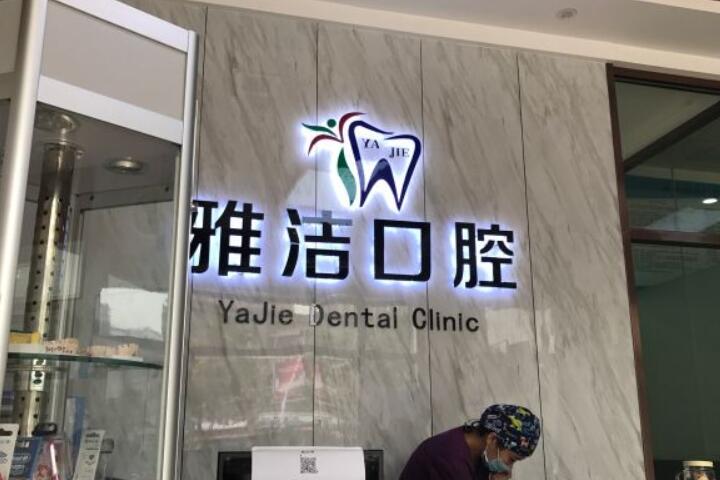 YA JIE
雅洁口腔
YaJie Dental Clinic